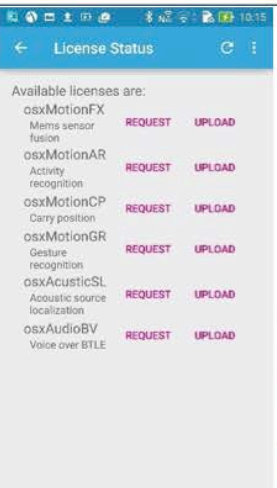 10:15
License Status
Available licenses are:
osxMotionFX
Mems sensor
fusion
REQUEST UPLOAD
osxMotionAR
Activity
recognition
REQUEST UPLOAD
osxMotionCP
Carry position
REQUEST UPLOAD
osxMotionGR
Gesture
recognition
REQUEST UPLOAD
osxAcusticSL
Acoustic source
localization
REQUEST UPLOAD
osxAudioBV
Voice over BTLE
REQUEST UPLOAD